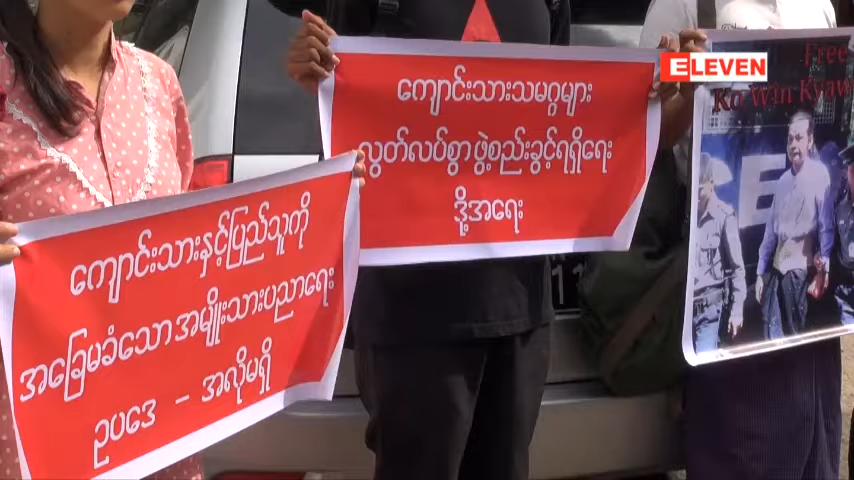 ကျောင်းသားသမဂ္ဂများ
လွတ်လပ်စွာ ဖွဲ့စည်းခွင့်ရရှိရေး
ဒို့အရေး
ကျောင်းသားနှင့်ပြည်သူကို
အခြေမခံသော အမျိုးသားပညာရေး
ဥပဒေ - အလိုမရှိ
ELEVEN
Free
Ko Win Kyaw